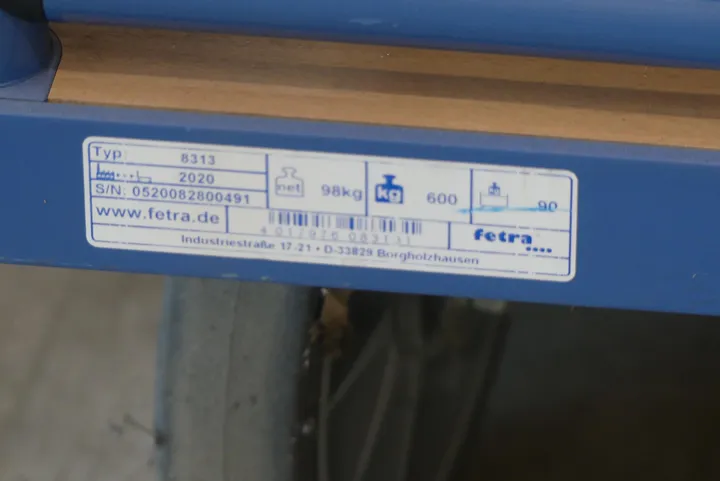 Typ 8313
2020
S/N: 0520082800491
net 98kg
kg 600
90
www.fetra.de
fetra
Industriestraße 17-21 • D-33829 Borgholzhausen